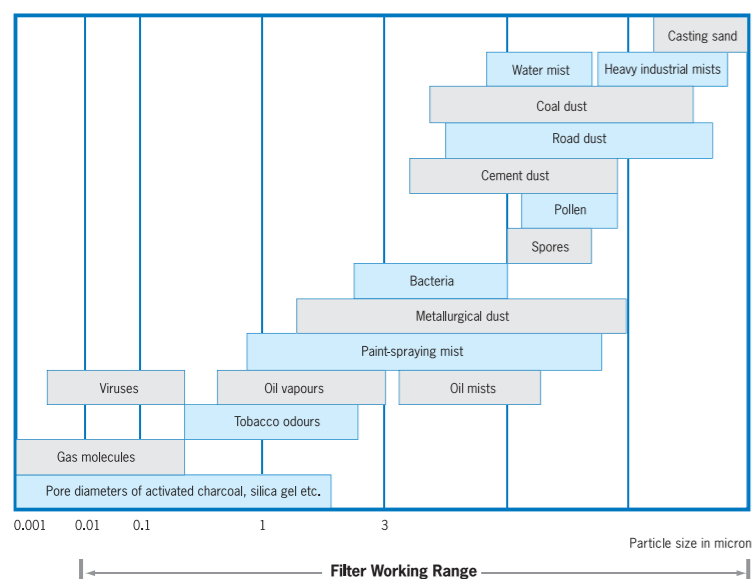 Casting sand
Water mist
Heavy industrial mists
Coal dust
Road dust
Cement dust
Pollen
Spores
Bacteria
Metallurgical dust
Paint-spraying mist
Viruses
Oil vapours
Oil mists
Tobacco odours
Gas molecules
Pore diameters of activated charcoal, silica gel etc.
0.001 0.01 0.1 1 3
Particle size in micron
Filter Working Range